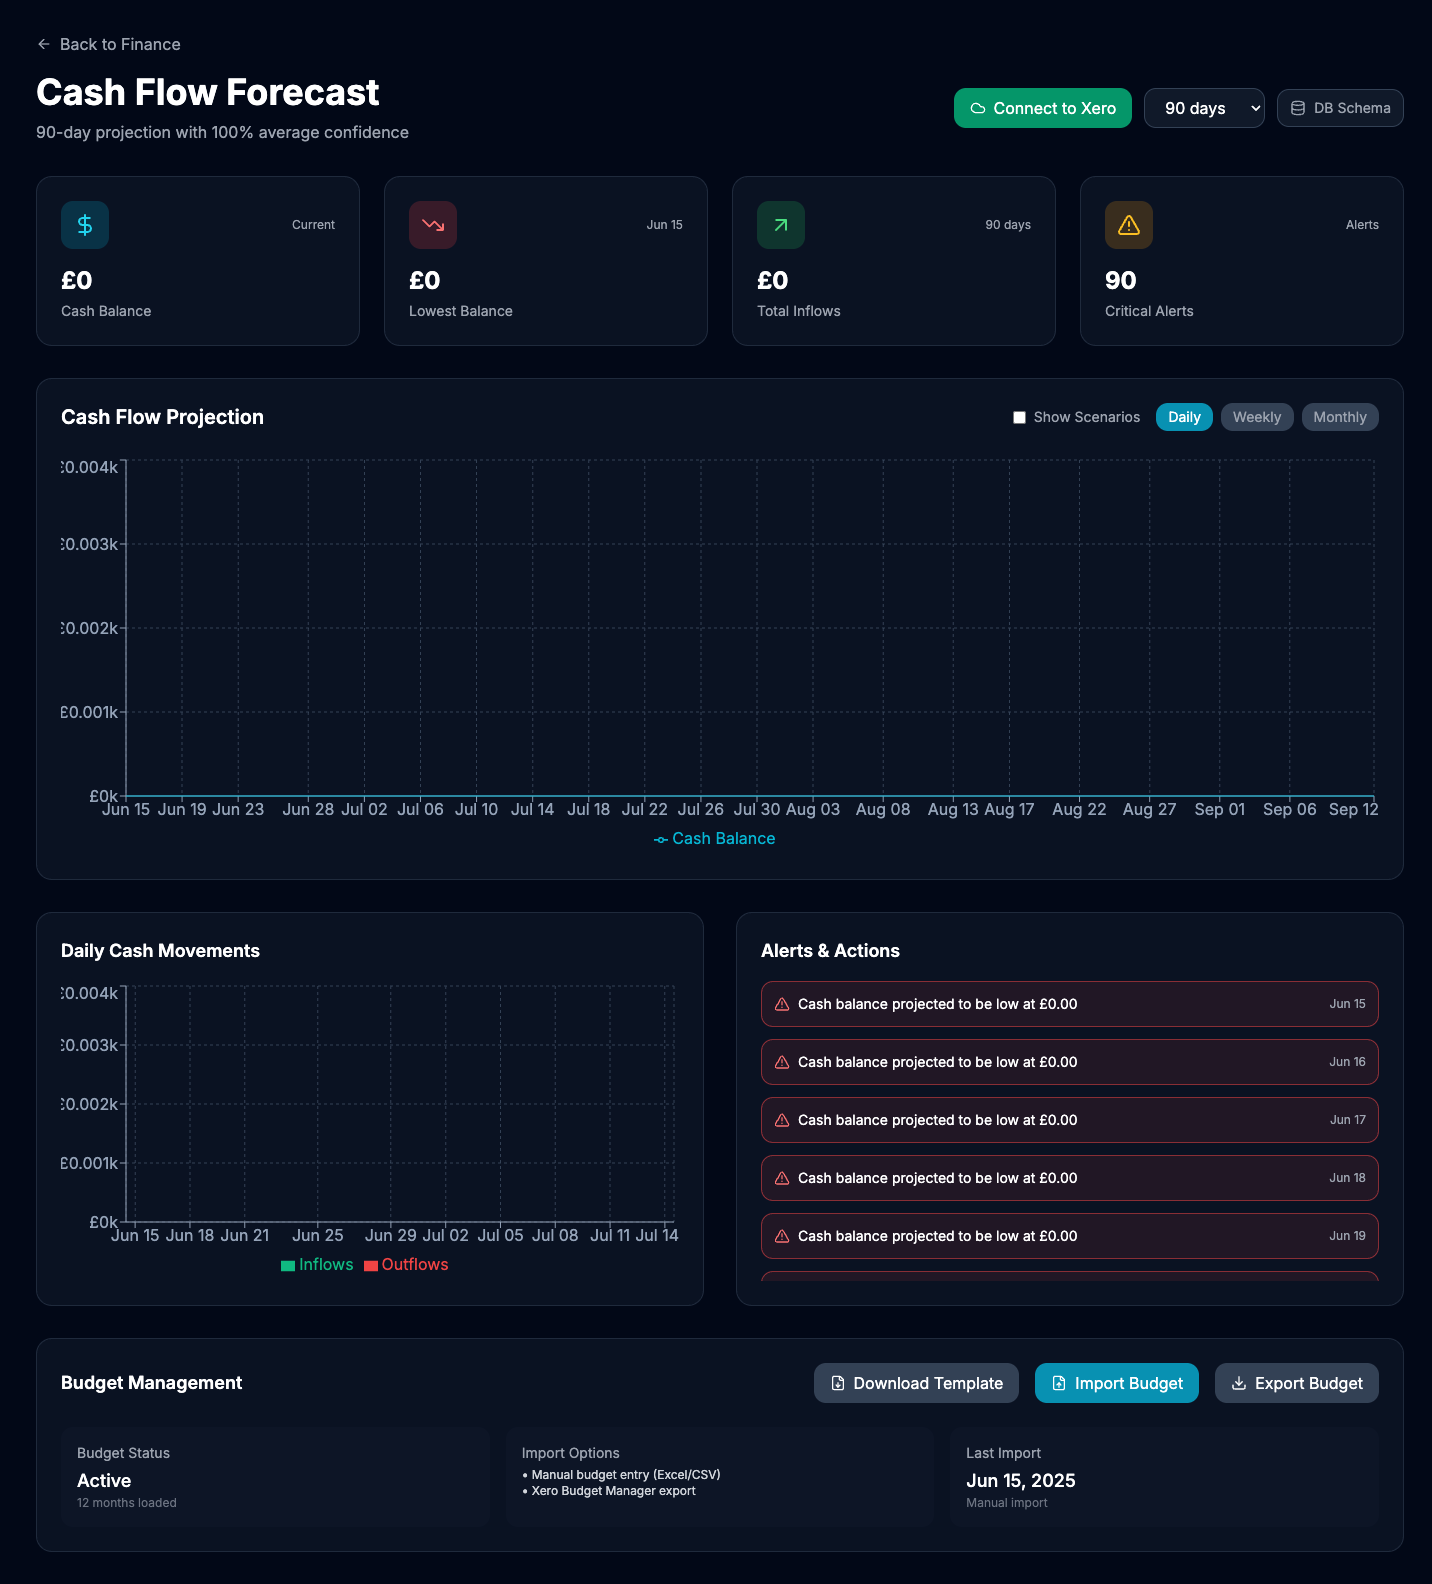 Back to Finance
Cash Flow Forecast
90-day projection with 100% average confidence
Connect to Xero
90 days
DB Schema
Current
£0
Cash Balance
Jun 15
£0
Lowest Balance
90 days
£0
Total Inflows
Alerts
90
Critical Alerts
Cash Flow Projection
Show Scenarios
Daily Weekly Monthly
£0.004k
£0.003k
£0.002k
£0.001k
£0k
Jun 15 Jun 19 Jun 23 Jun 28 Jul 02 Jul 06 Jul 10 Jul 14 Jul 18 Jul 22 Jul 26 Jul 30 Aug 03 Aug 08 Aug 13 Aug 17 Aug 22 Aug 27 Sep 01 Sep 06 Sep 12
Cash Balance
Daily Cash Movements
£0.004k
£0.003k
£0.002k
£0.001k
£0k
Jun 15 Jun 18 Jun 21 Jun 25 Jun 29 Jul 02 Jul 05 Jul 08 Jul 11 Jul 14
Inflows Outflows
Alerts & Actions
Cash balance projected to be low at £0.00 Jun 15
Cash balance projected to be low at £0.00 Jun 16
Cash balance projected to be low at £0.00 Jun 17
Cash balance projected to be low at £0.00 Jun 18
Cash balance projected to be low at £0.00 Jun 19
Budget Management
Download Template
Import Budget
Export Budget
Budget Status
Active
12 months loaded
Import Options
• Manual budget entry (Excel/CSV)
• Xero Budget Manager export
Last Import
Jun 15, 2025
Manual import